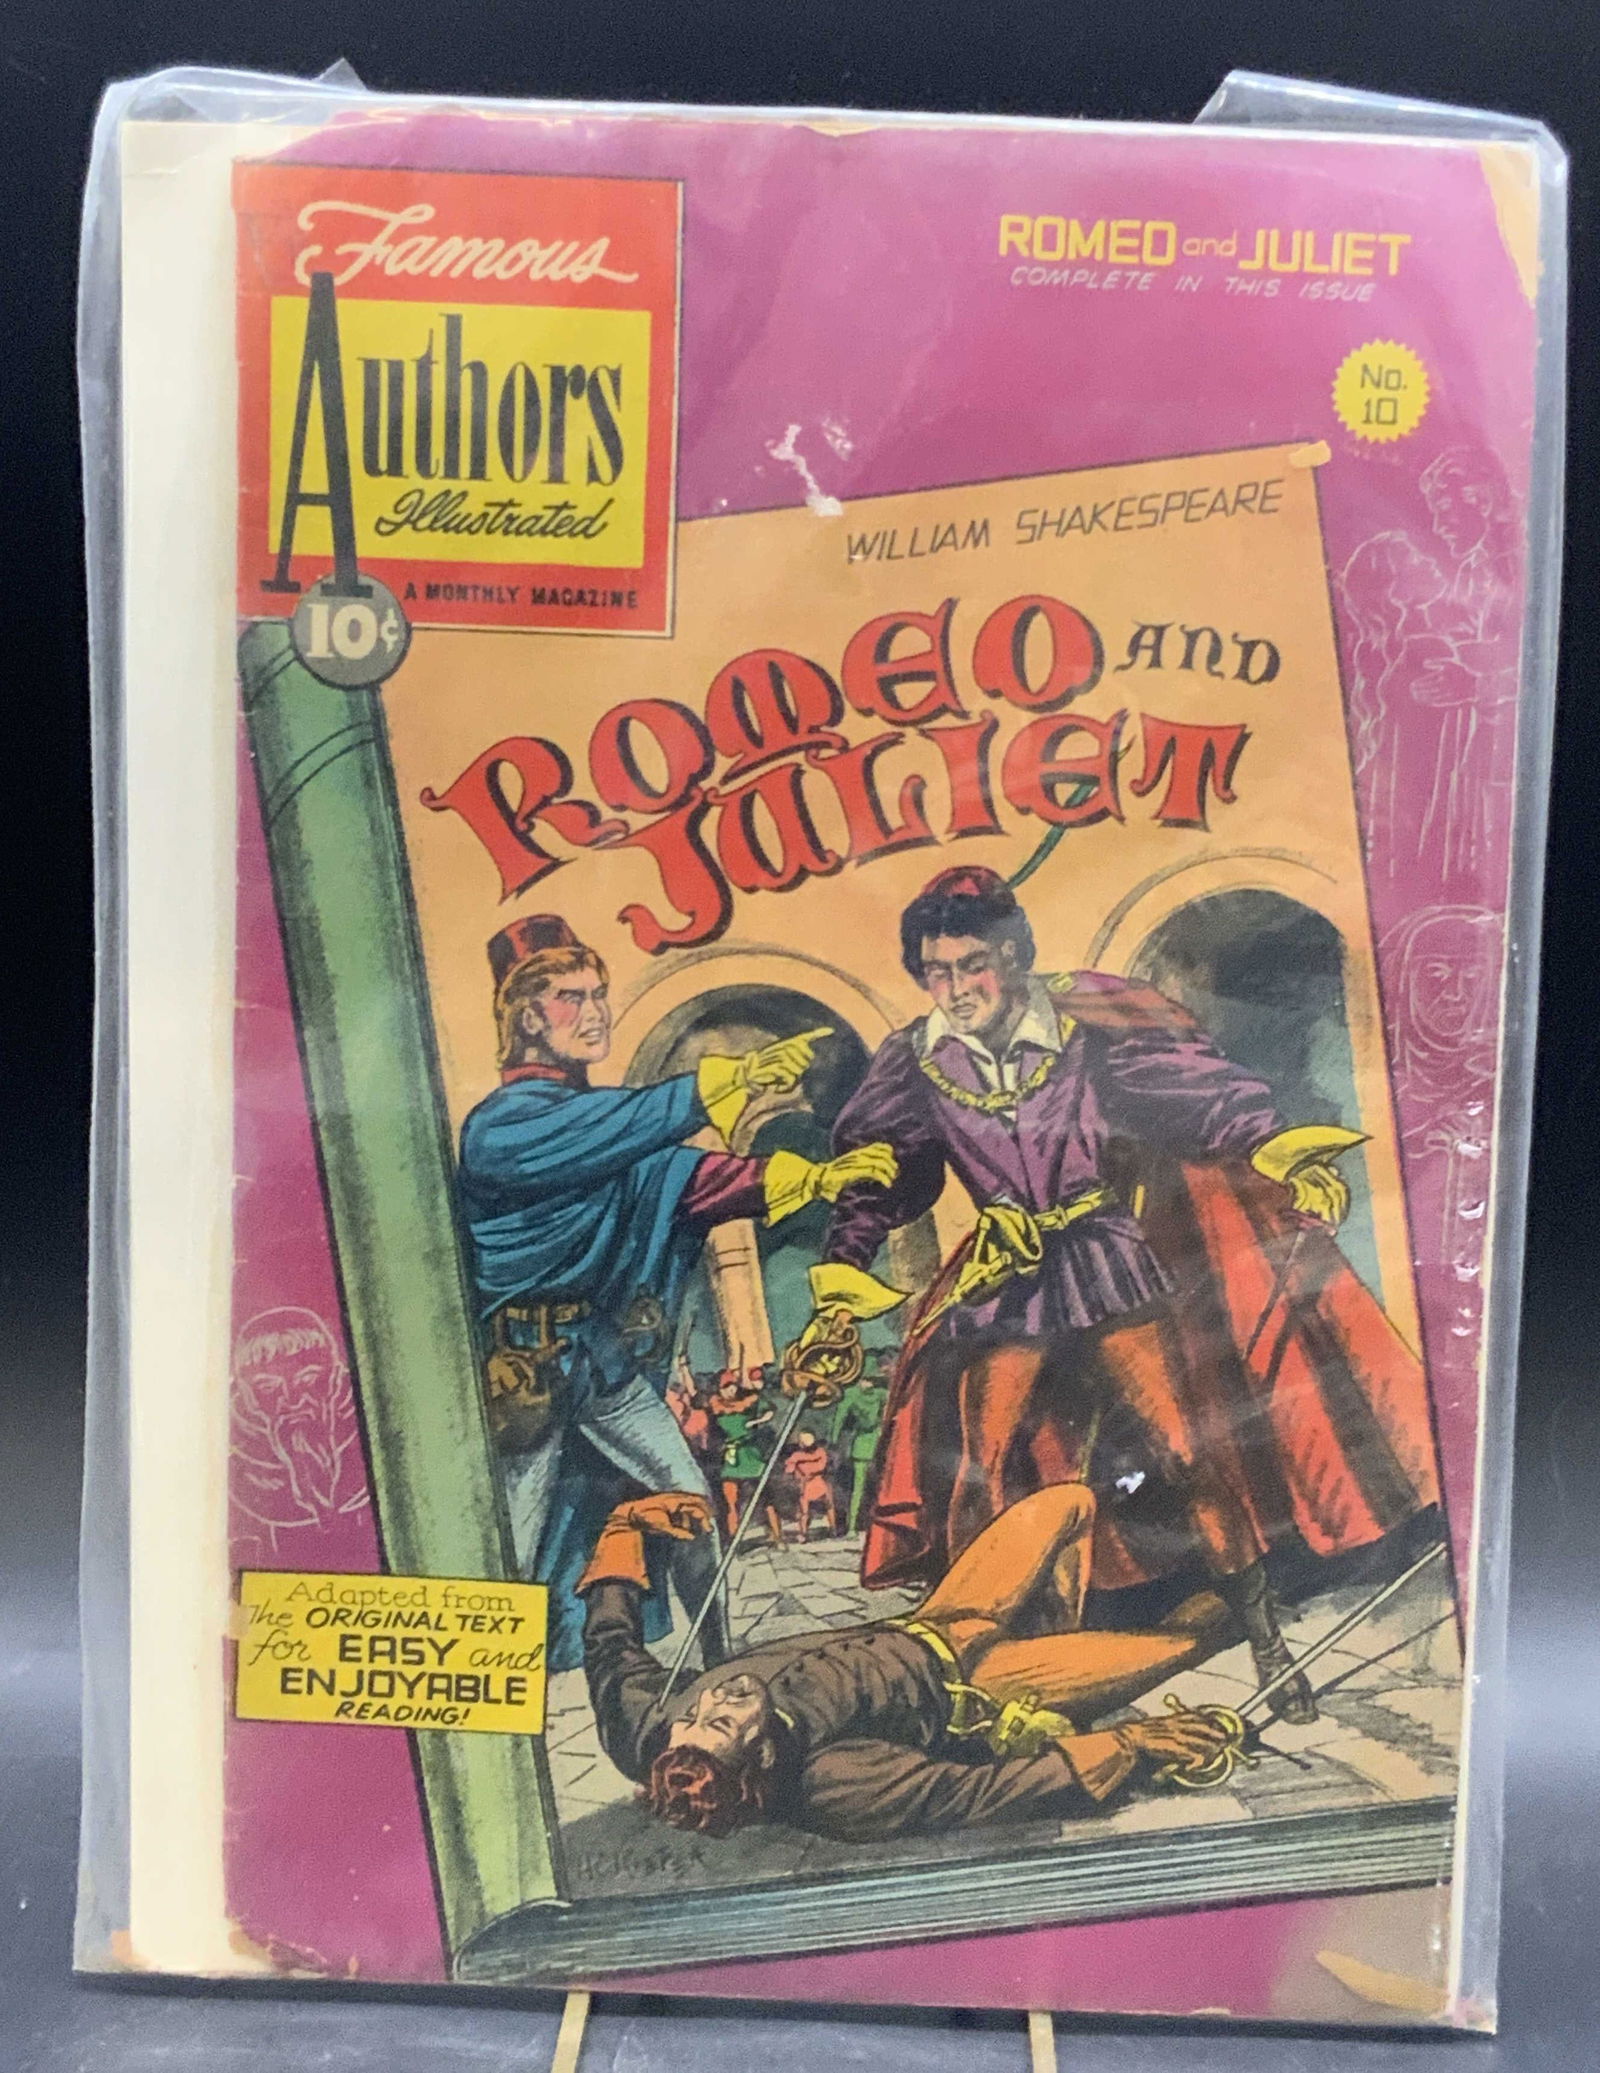 Famous
Authors
Illustrated
A MONTHLY MAGAZINE
10¢
ROMEO and JULIET
COMPLETE IN THIS ISSUE
No.
10
WILLIAM SHAKESPEARE
ROMEO AND
JULIET
Adapted from
The ORIGINAL TEXT
for EASY and
ENJOYABLE
READING!